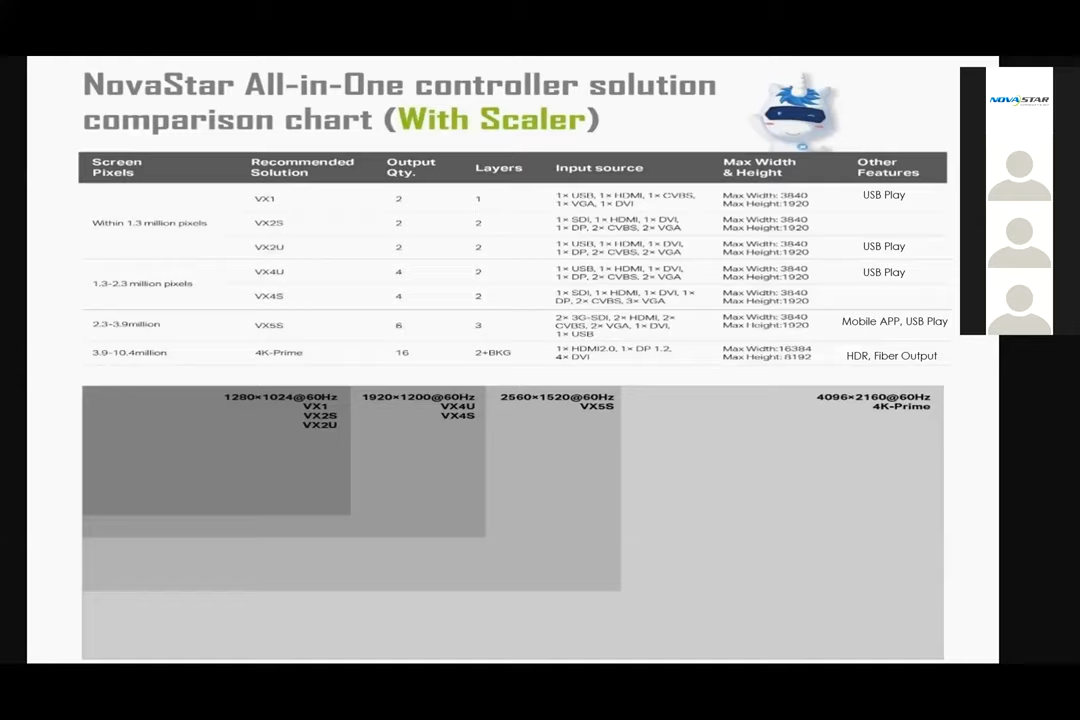 NovaStar All-in-One controller solution
comparison chart (With Scaler)
NOVASTAR
Screen Pixels Recommended Solution Output Qty. Layers Input source Max Width & Height Other Features
Within 1.3 million pixels
VX1 2 1 1× USB, 1× HDMI, 1× CVBS, 1× VGA, 1× DVI Max Width: 3840 Max Height:1920 USB Play
VX2S 2 2 1× SDI, 1× HDMI, 1× DVI, 1× DP, 2× CVBS, 2× VGA Max Width: 3840 Max Height:1920
VX2U 2 2 1× USB, 1× HDMI, 1× DVI, 1× DP, 2× CVBS, 2× VGA Max Width: 3840 Max Height:1920 USB Play
1.3-2.3 million pixels
VX4U 4 2 1× USB, 1× HDMI, 1× DVI, 1× DP, 2× CVBS, 2× VGA Max Width: 3840 Max Height:1920 USB Play
VX4S 4 2 1× SDI, 1× HDMI, 1× DVI, 1× DP, 2× CVBS, 3× VGA Max Width: 3840 Max Height:1920
2.3-3.9million VX5S 3 2× 3G-SDI, 2× HDMI, 2× CVBS, 2× VGA, 1× DVI, 1× USB Max Width: 3840 Max Height:1920 Mobile APP, USB Play
3.9-10.4million 4K-Prime 16 2+BKG 1× HDMI2.0, 1× DP 1.2, 4× DVI Max Width:16384 Max Height: 8192 HDR, Fiber Output
1280×1024@60Hz
VX1
VX2S
VX2U
1920×1200@60Hz
VX4U
VX4S
2560×1520@60Hz
VX5S
4096×2160@60Hz
4K-Prime